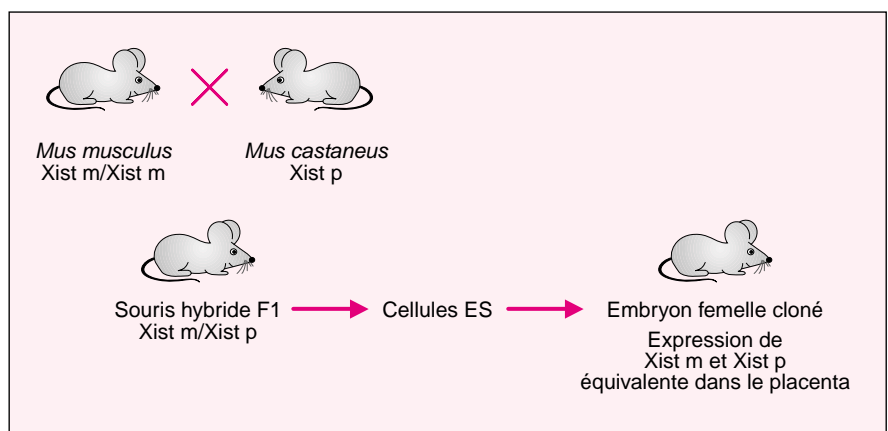 Mus musculus
Xist m/Xist m
Mus castaneus
Xist p
Souris hybride F1
Xist m/Xist p
Cellules ES
Embryon femelle cloné
Expression de
Xist m et Xist p
équivalente dans le placenta